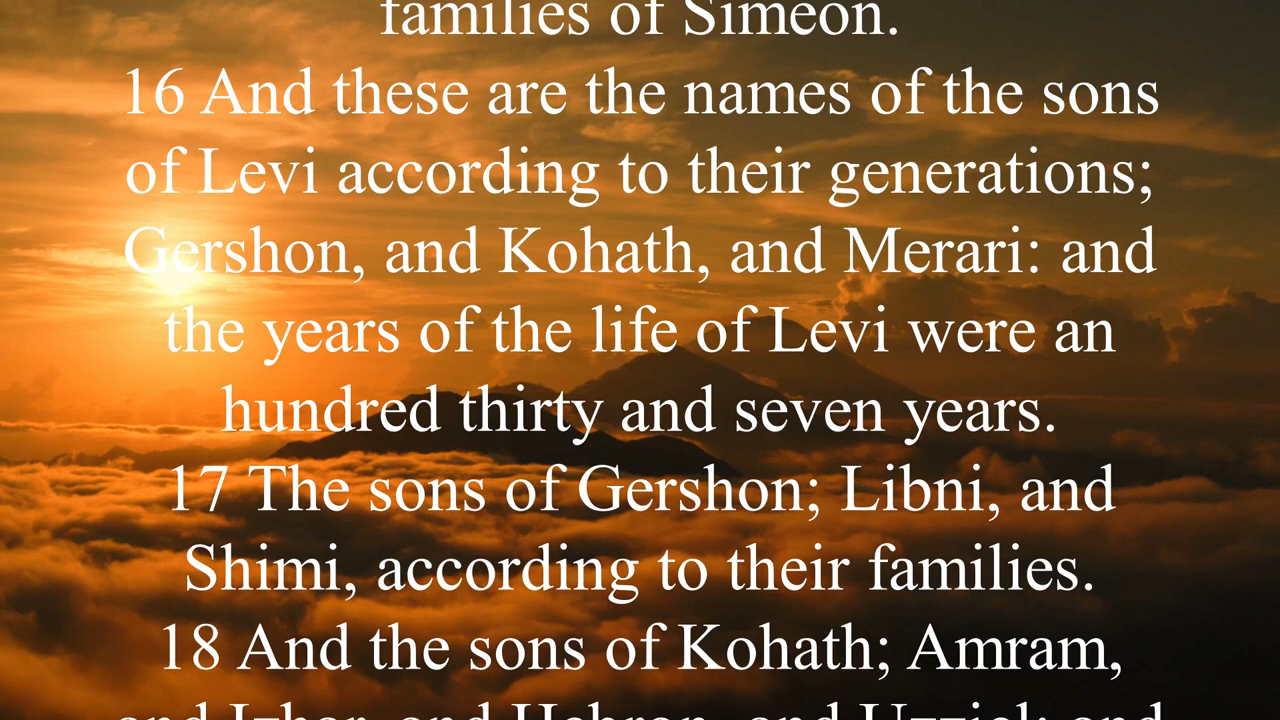 families of Simeon.
16 And these are the names of the sons
of Levi according to their generations;
Gershon, and Kohath, and Merari: and
the years of the life of Levi were an
hundred thirty and seven years.
17 The sons of Gershon; Libni, and
Shimi, according to their families.
18 And the sons of Kohath; Amram,
and Izhar, and Hebron, and Uzziel: and